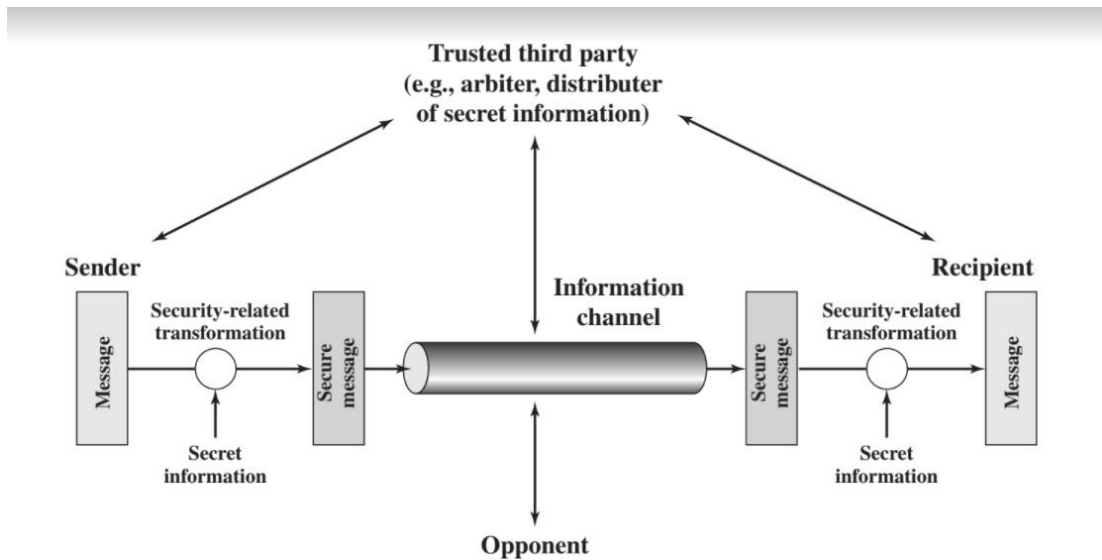 Trusted third party
(e.g., arbiter, distributer
of secret information)
Sender
Recipient
Information
channel
Security-related
transformation
Security-related
transformation
Message
Secure
message
Secure
message
Message
Secret
information
Secret
information
Opponent